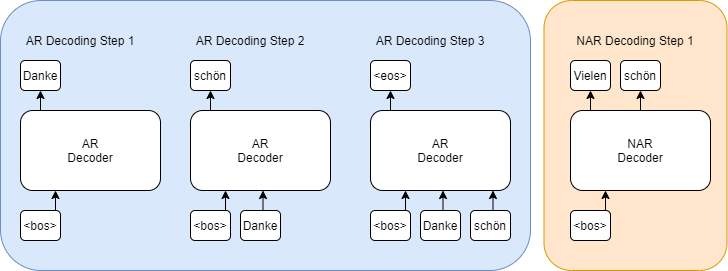 AR Decoding Step 1
Danke
AR
Decoder
<bos>
AR Decoding Step 2
schön
AR
Decoder
<bos>
Danke
AR Decoding Step 3
<eos>
AR
Decoder
<bos>
Danke
schön
NAR Decoding Step 1
Vielen
schön
NAR
Decoder
<bos>